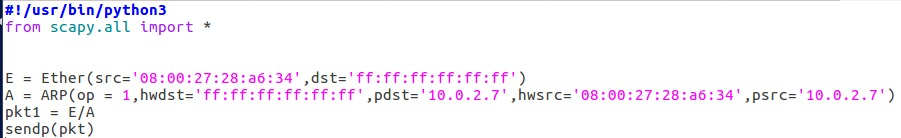 #!/usr/bin/python3
from scapy.all import *
E = Ether(src='08:00:27:28:a6:34',dst='ff:ff:ff:ff:ff:ff')
A = ARP(op = 1,hwdst='ff:ff:ff:ff:ff:ff',pdst='10.0.2.7',hwsrc='08:00:27:28:a6:34',psrc='10.0.2.7')
pkt1 = E/A
sendp(pkt)